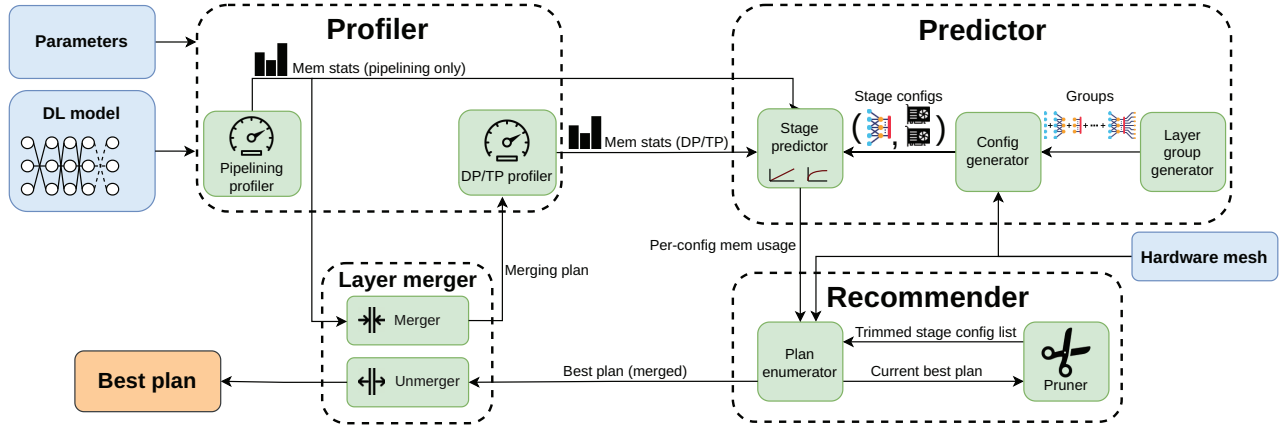 Profiler
Predictor
Parameters
Mem stats (pipelining only)
DL model
Stage configs
Groups
( , )
+ + + ••• +
Stage
predictor
Config
generator
Layer
group
generator
Mem stats (DP/TP)
Pipelining
profiler
DP/TP profiler
Per-config mem usage
Hardware mesh
Merging plan
Layer merger
Recommender
Merger
Trimmed stage config list
Plan
enumerator
Best plan (merged)
Current best plan
Pruner
Unmerger
Best plan